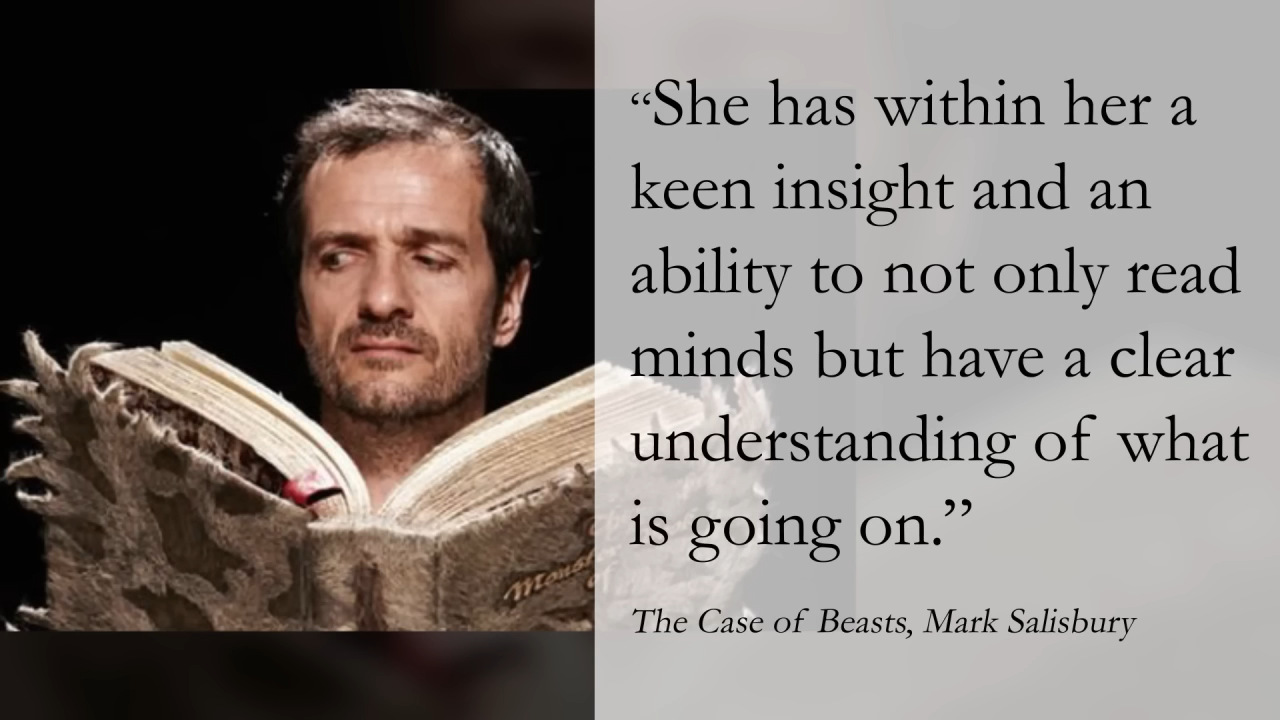 “She has within her a
keen insight and an
ability to not only read
minds but have a clear
understanding of what
is going on.”
The Case of Beasts, Mark Salisbury